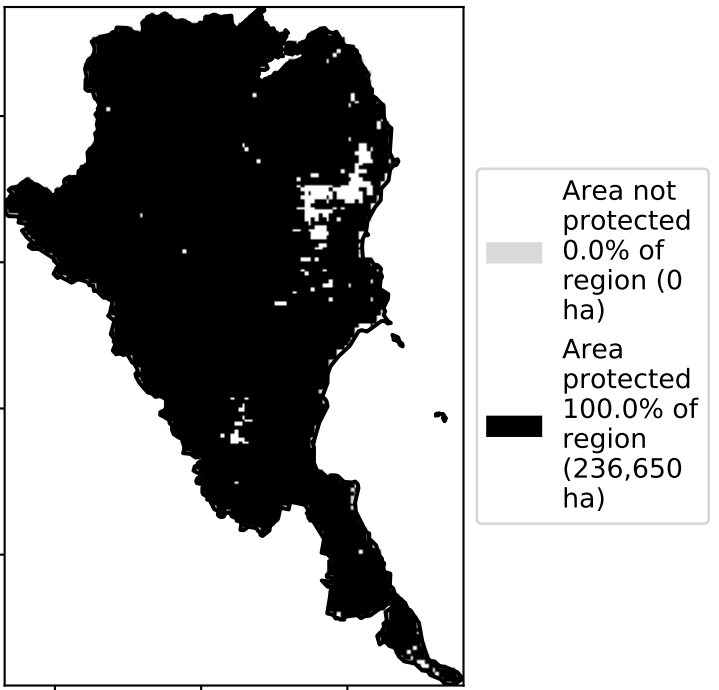 Area not
protected
0.0% of
region (0
ha)
Area
protected
100.0% of
region
(236,650
ha)